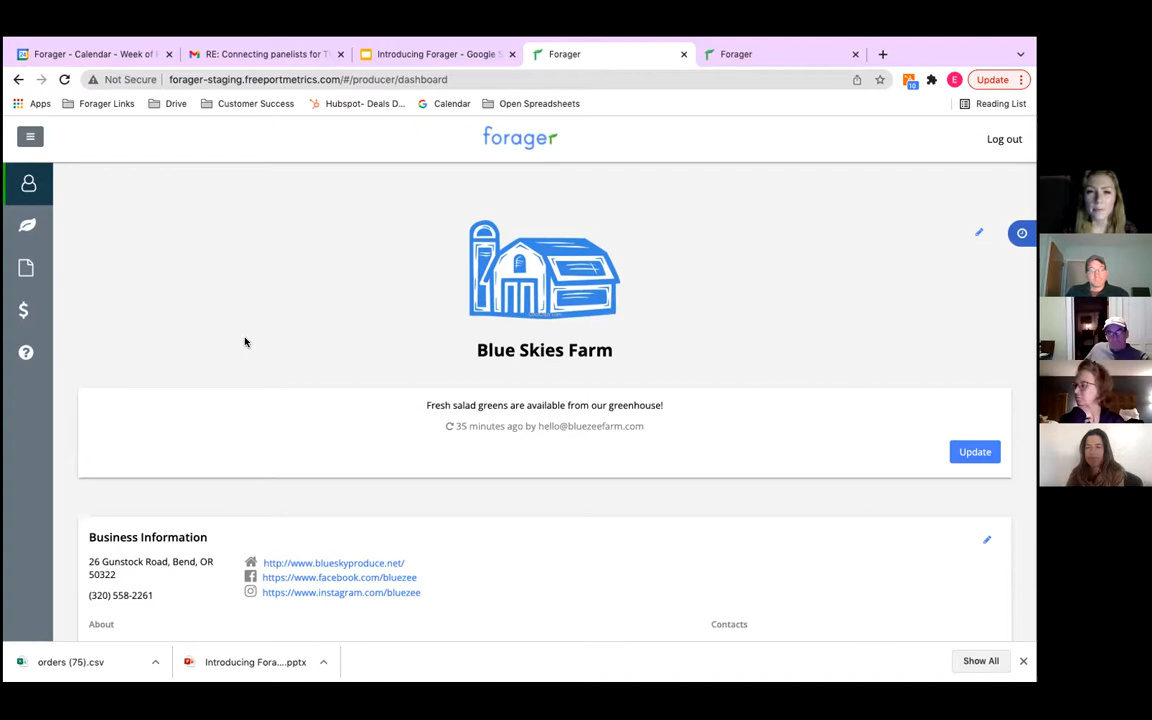 Forager - Calendar - Week of
RE: Connecting panelists for T
Introducing Forager - Google
Forager
Forager
Not Secure
forager-staging.freeportmetrics.com/#/producer/dashboard
E
Update
Apps
Forager Links
Drive
Customer Success
Hubspot- Deals D...
Calendar
Open Spreadsheets
Reading List
forager
Log out
Blue Skies Farm
Fresh salad greens are available from our greenhouse!
35 minutes ago by hello@bluezeefarm.com
Update
Business Information
26 Gunstock Road, Bend, OR
50322
(320) 558-2261
http://www.blueskyproduce.net/
https://www.facebook.com/bluezee
https://www.instagram.com/bluezee
About
Contacts
orders (75).csv
Introducing Fora....pptx
Show All